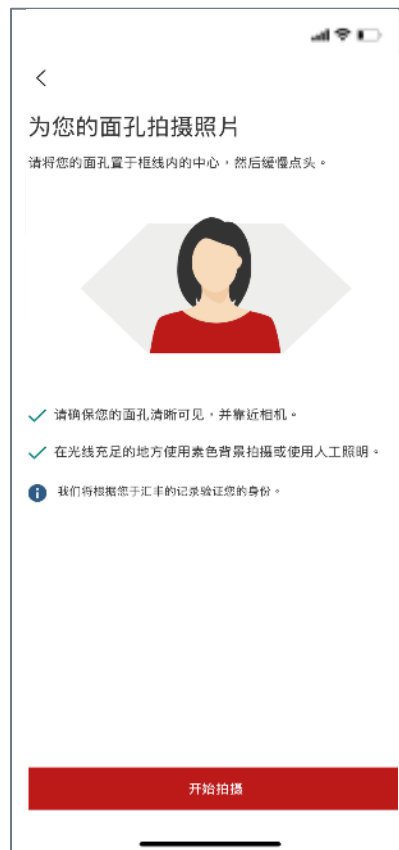 为您的面孔拍摄照片
请将您的面孔置于框线内的中心，然后缓慢点头。
请确保您的面孔清晰可见，并靠近相机。
在光线充足的地方使用素色背景拍摄或使用人工照明。
我们将根据您于汇丰的记录验证您的身份。
开始拍摄